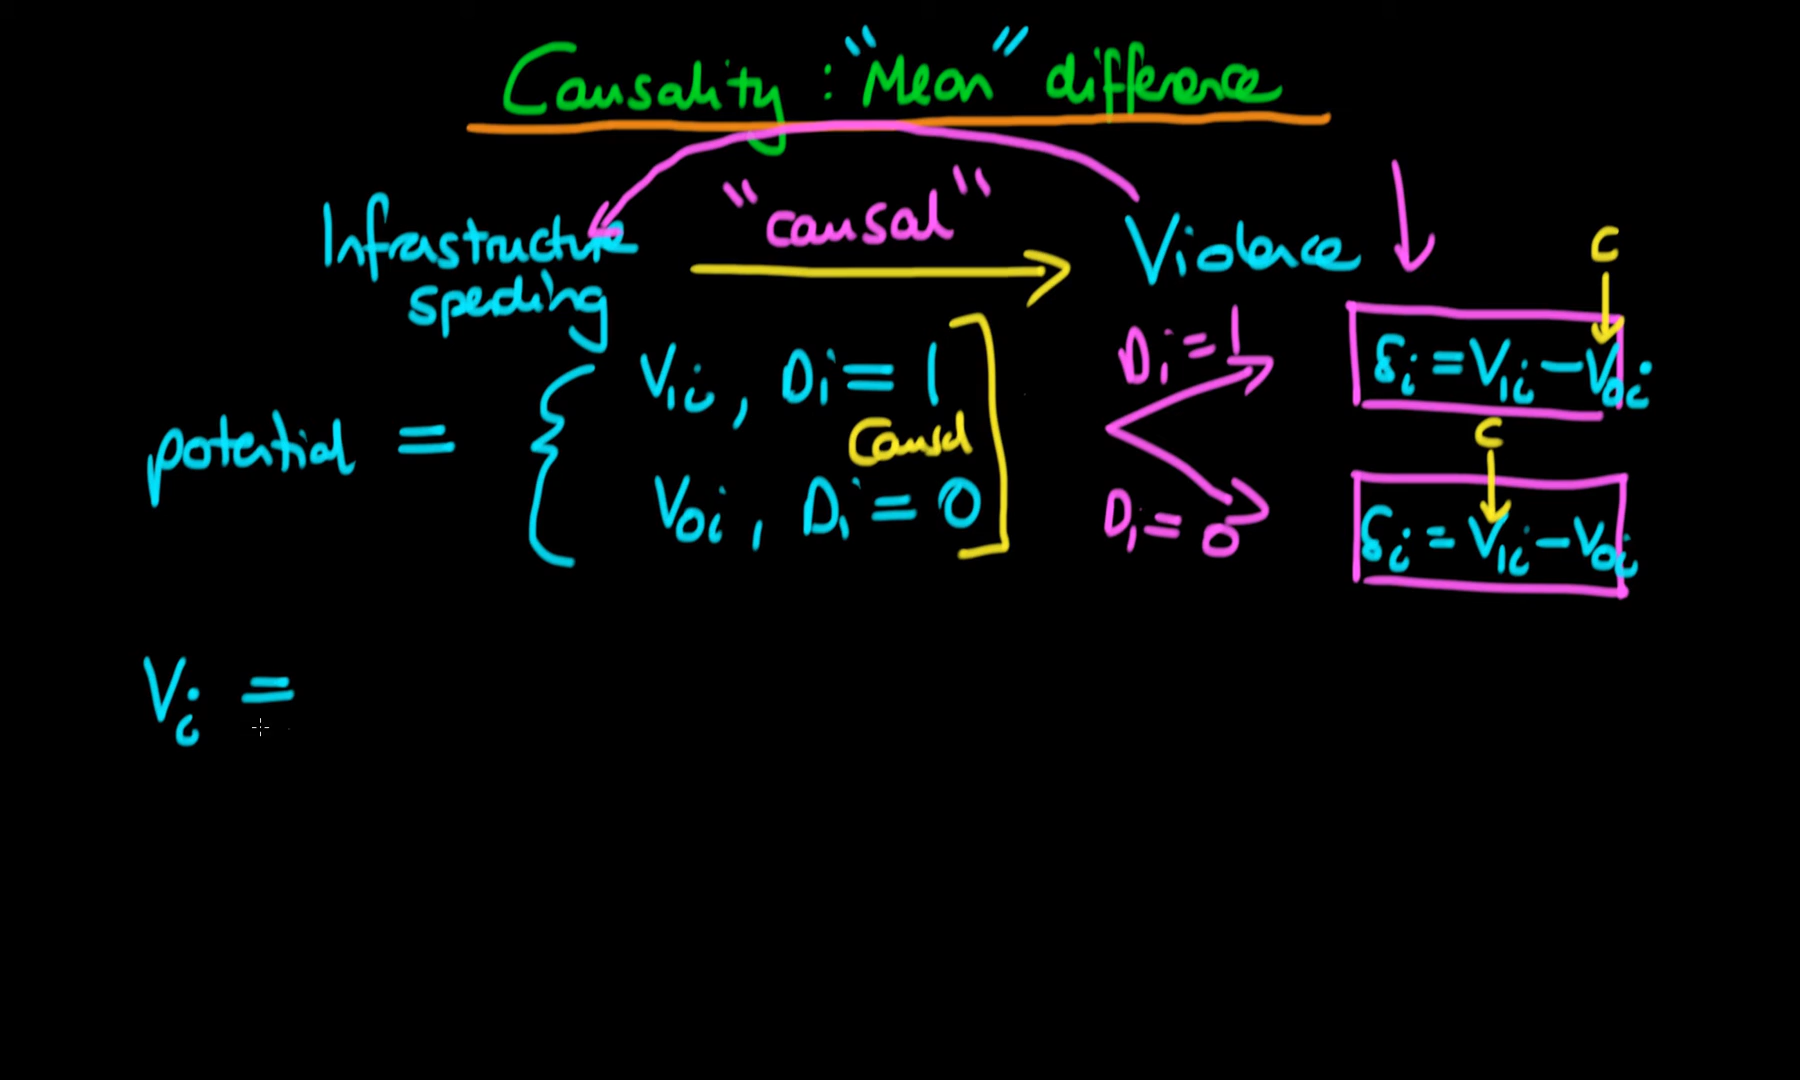 Causality : "Mean" difference
"causal"
Infrastructure
speding
Violence
C
potential = { V1i , Di = 1
Causal
V0i , Di = 0
Di = 1
Di = 0
δi = V1i − V0i
C
δi = V1i − V0i
Vi =